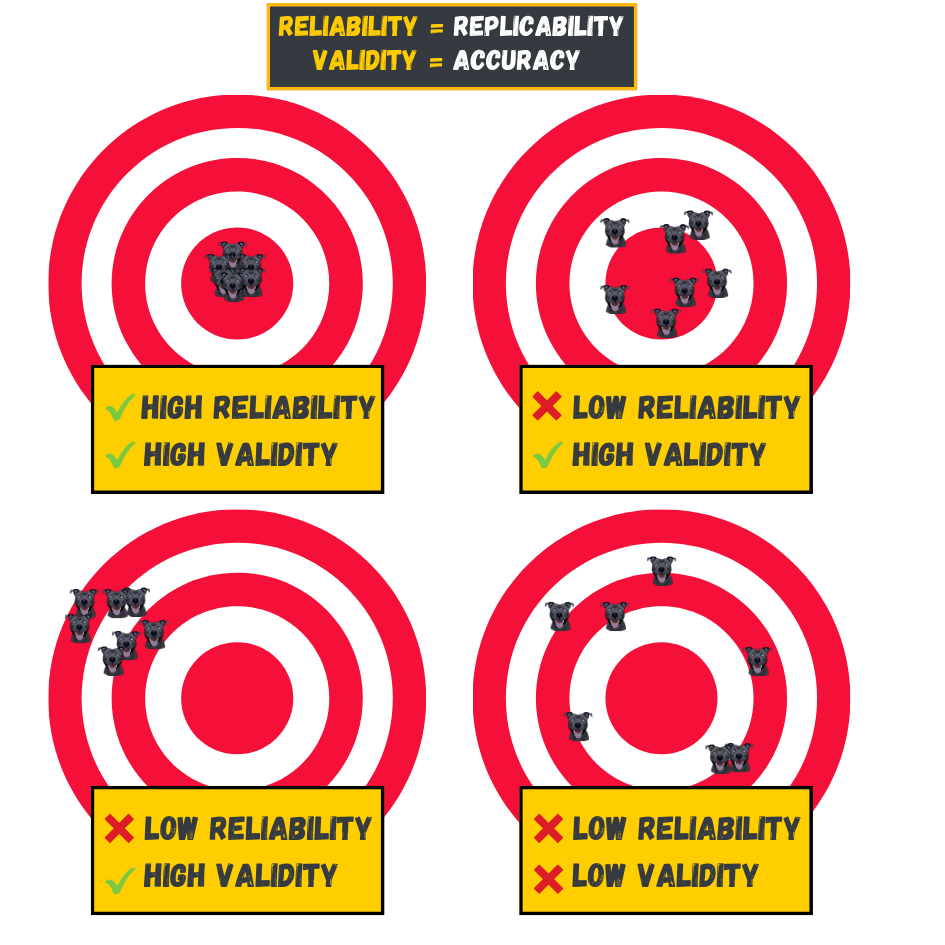 RELIABILITY = REPLICABILITY
VALIDITY = ACCURACY
✓ HIGH RELIABILITY
✓ HIGH VALIDITY
✗ LOW RELIABILITY
✓ HIGH VALIDITY
✗ LOW RELIABILITY
✓ HIGH VALIDITY
✗ LOW RELIABILITY
✗ LOW VALIDITY